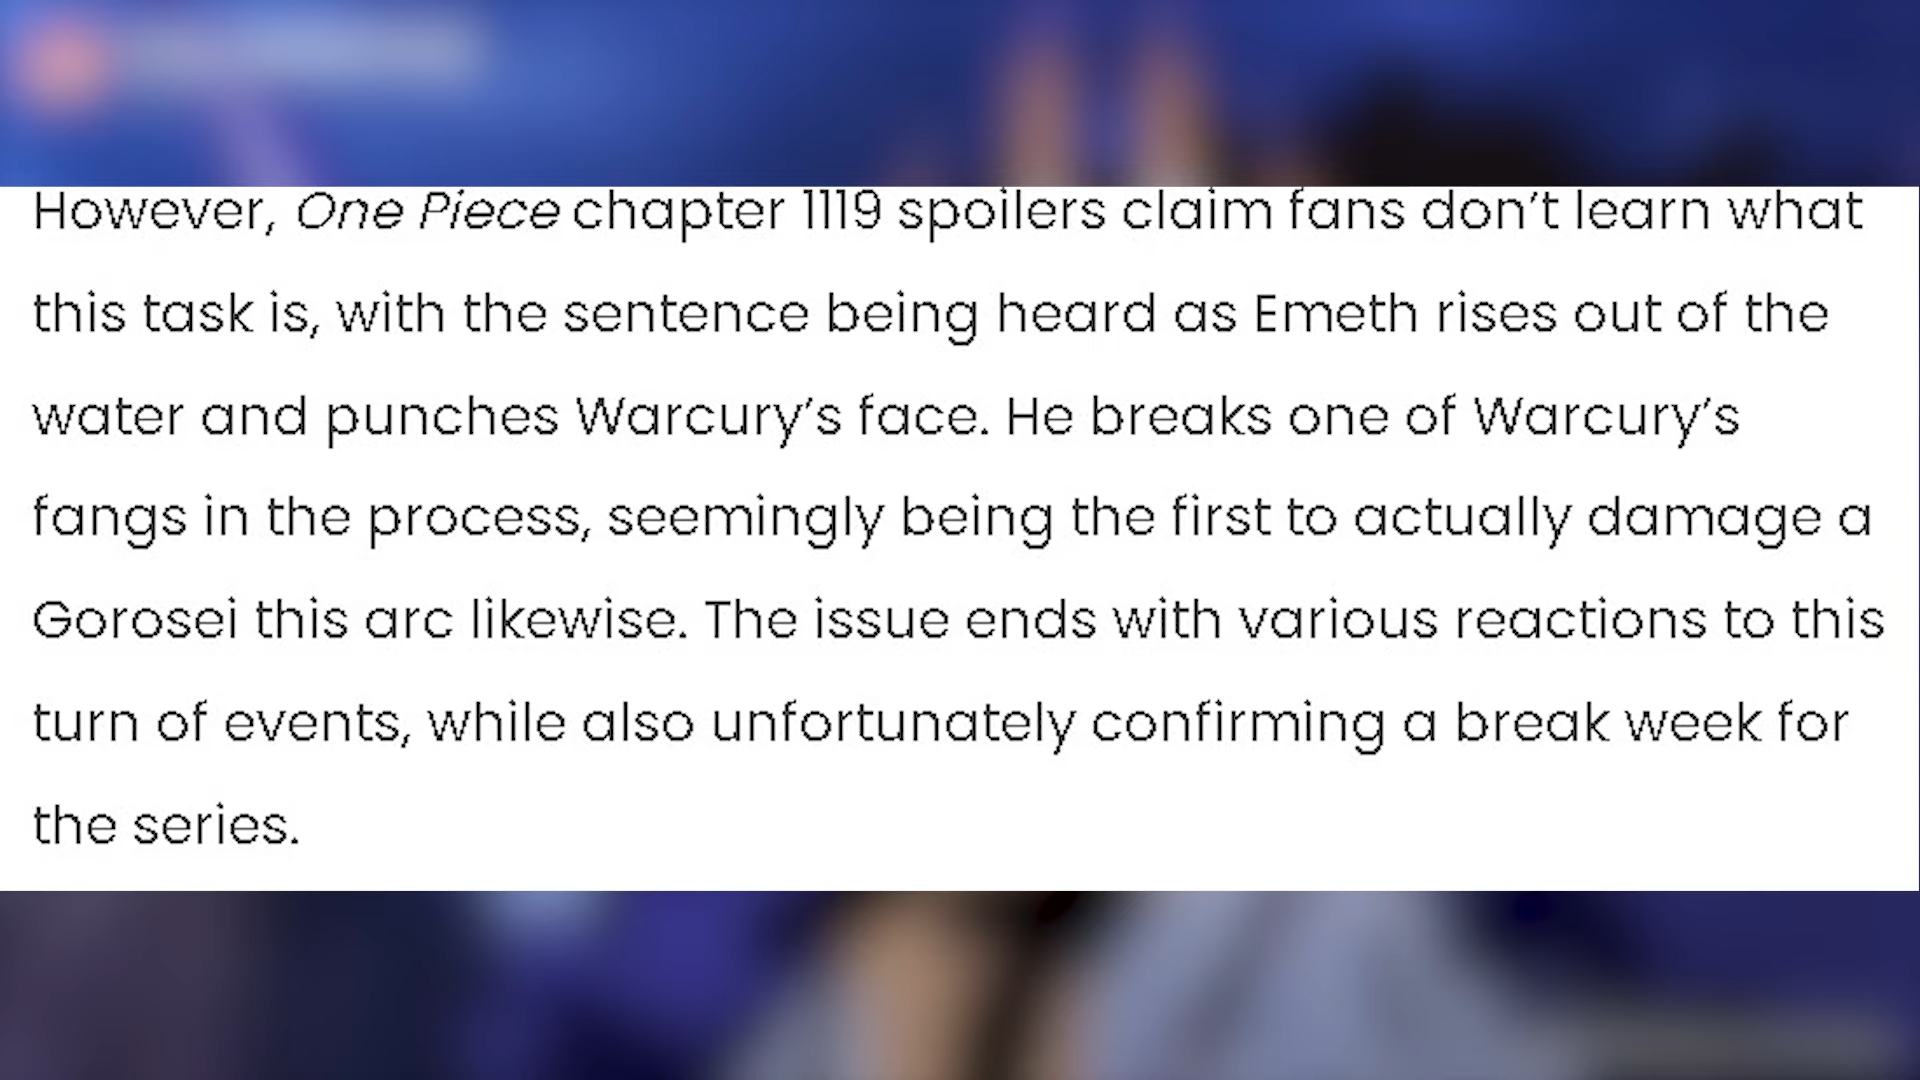 However, One Piece chapter 1119 spoilers claim fans don’t learn what
this task is, with the sentence being heard as Emeth rises out of the
water and punches Warcury’s face. He breaks one of Warcury’s
fangs in the process, seemingly being the first to actually damage a
Gorosei this arc likewise. The issue ends with various reactions to this
turn of events, while also unfortunately confirming a break week for
the series.